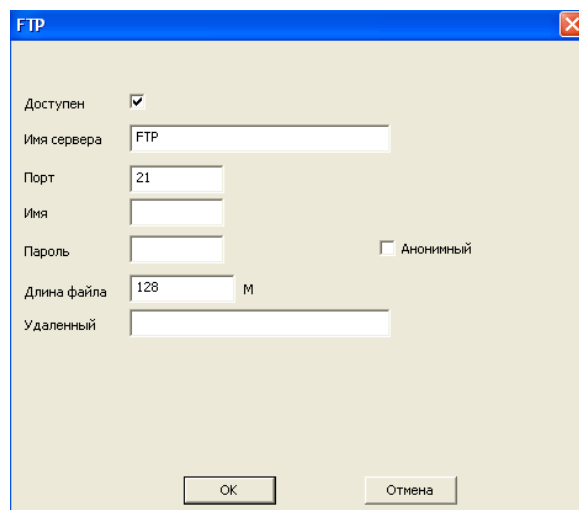 FTP
Доступен
Имя сервера FTP
Порт 21
Имя
Пароль Анонимный
Длина файла 128 М
Удаленный
OK Отмена